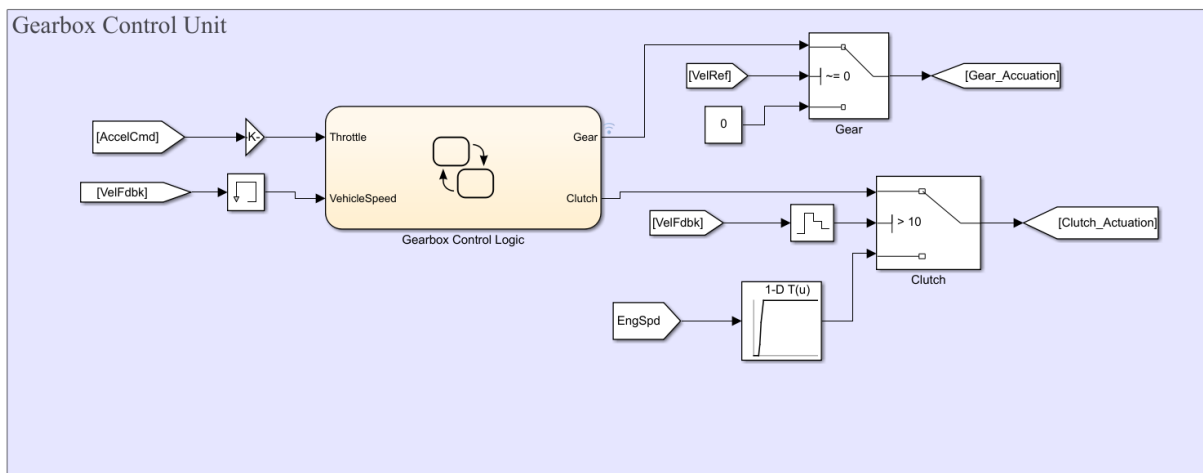 Gearbox Control Unit
[VelRef]
~= 0
[Gear_Accuation]
0
Gear
[AccelCmd]
K-
Throttle
Gear
[VelFdbk]
VehicleSpeed
Clutch
Gearbox Control Logic
[VelFdbk]
> 10
[Clutch_Actuation]
Clutch
1-D T(u)
EngSpd